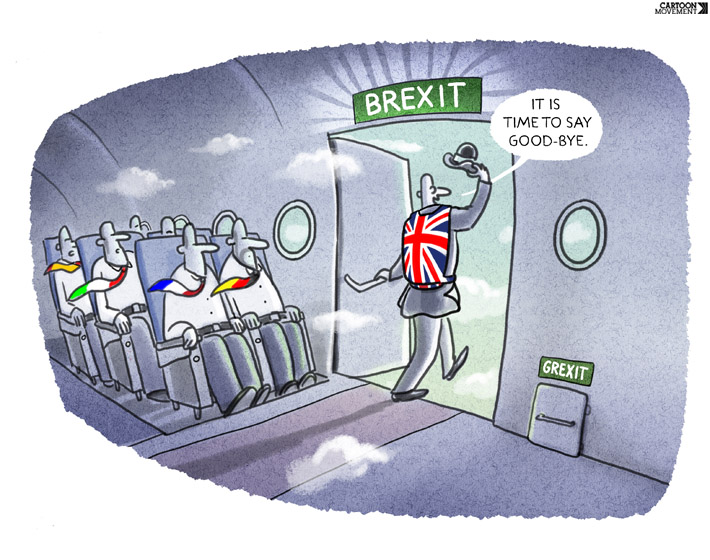 CARTOON
MOVEMENT
BREXIT
IT IS
TIME TO SAY
GOOD-BYE.
GREXIT